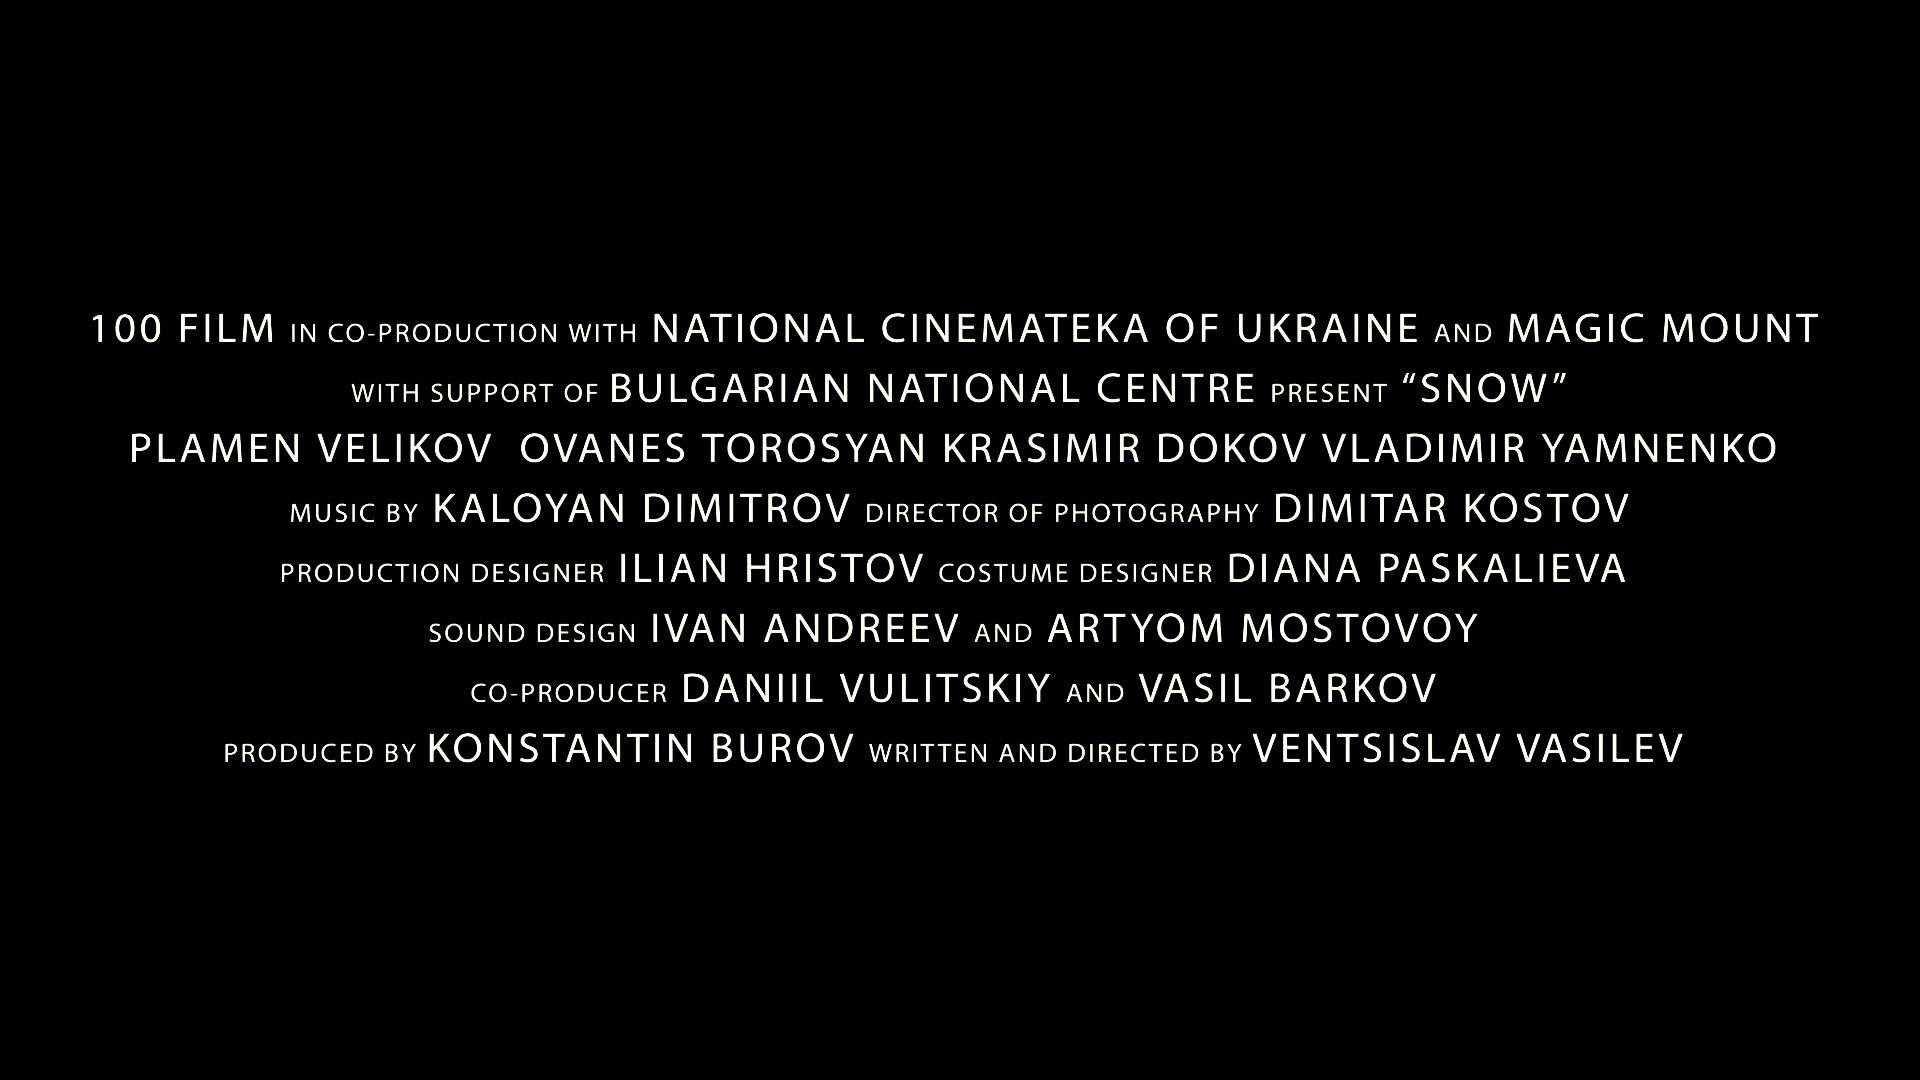 100 FILM IN CO-PRODUCTION WITH NATIONAL CINEMATEKA OF UKRAINE AND MAGIC MOUNT
WITH SUPPORT OF BULGARIAN NATIONAL CENTRE PRESENT “SNOW”
PLAMEN VELIKOV OVANES TOROSYAN KRASIMIR DOKOV VLADIMIR YAMNENKO
MUSIC BY KALOYAN DIMITROV DIRECTOR OF PHOTOGRAPHY DIMITAR KOSTOV
PRODUCTION DESIGNER ILIAN HRISTOV COSTUME DESIGNER DIANA PASKALIEVA
SOUND DESIGN IVAN ANDREEV AND ARTYOM MOSTOVOY
CO-PRODUCER DANIIL VULITSKIY AND VASIL BARKOV
PRODUCED BY KONSTANTIN BUROV WRITTEN AND DIRECTED BY VENTSISLAV VASILEV